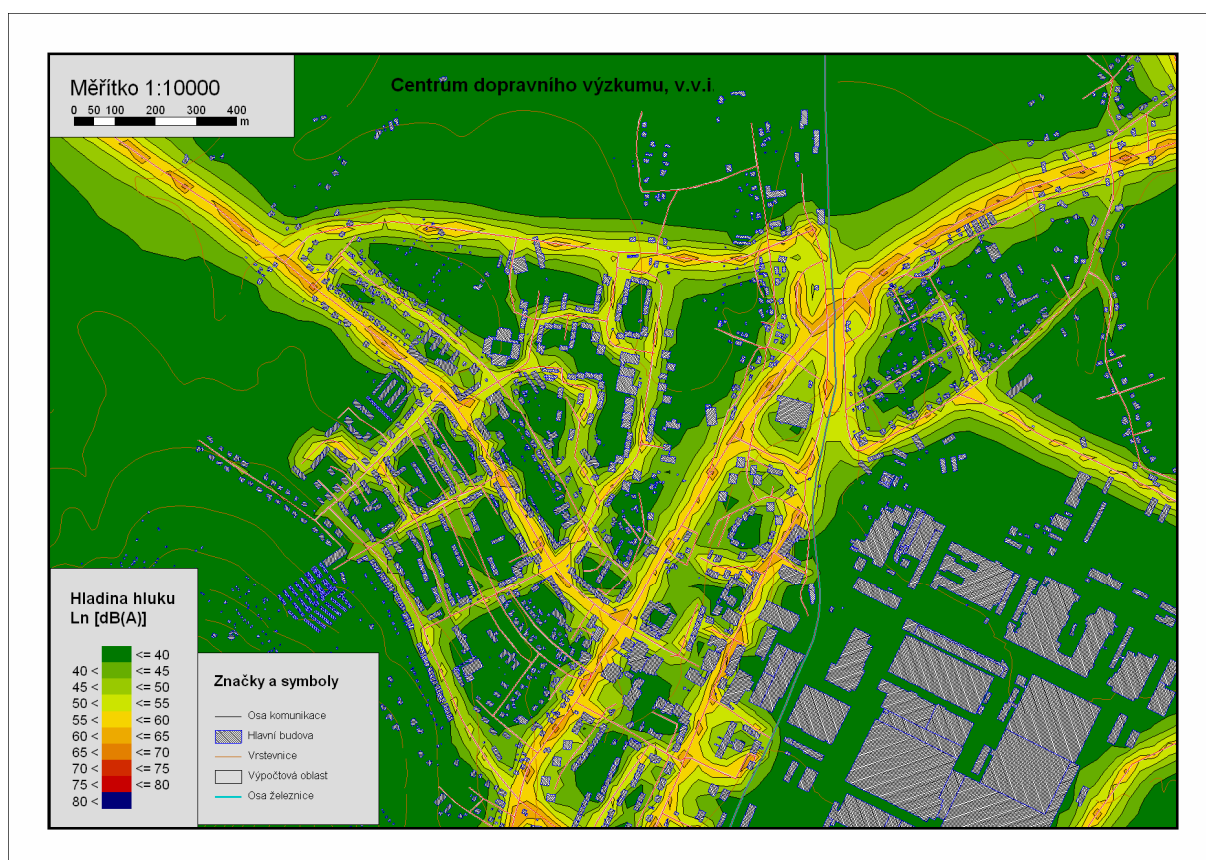 Měřítko 1:10000
0 50 100 200 300 400
m
Centrum dopravního výzkumu, v.v.i
Hladina hluku
Ln [dB(A)]
<= 40
40 < <= 45
45 < <= 50
50 < <= 55
55 < <= 60
60 < <= 65
65 < <= 70
70 < <= 75
75 < <= 80
80 <
Značky a symboly
Osa komunikace
Hlavní budova
Vrstevnice
Výpočtová oblast
Osa železnice